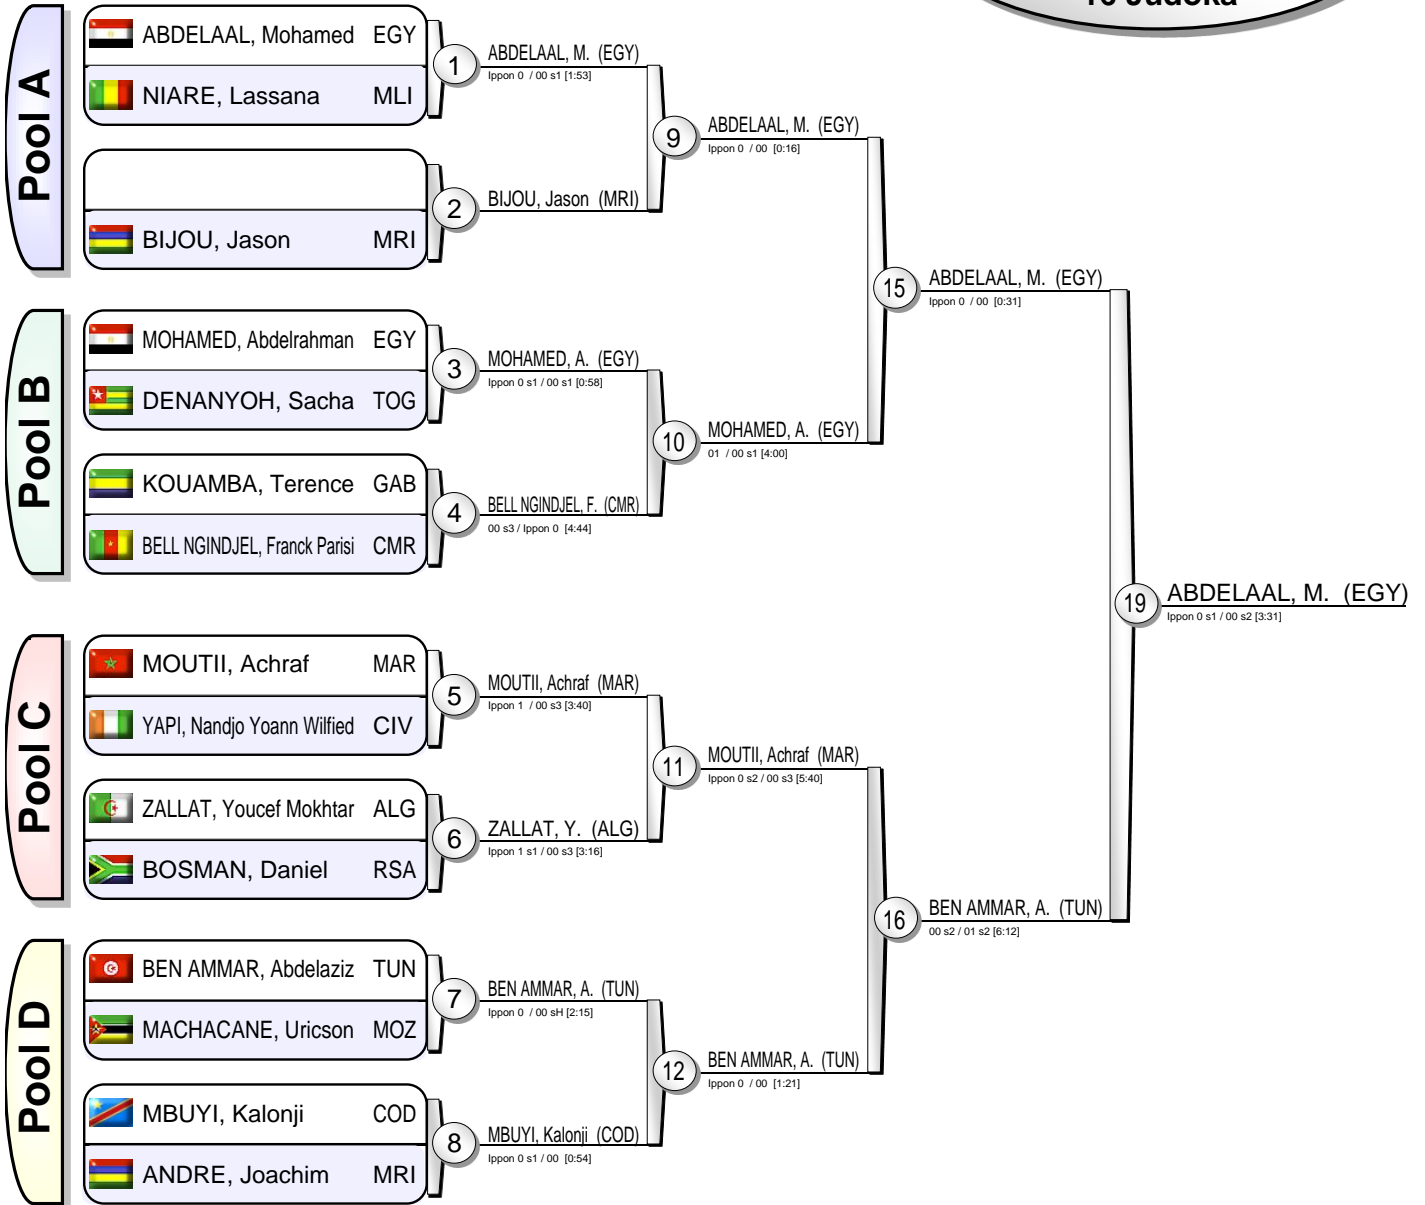 16 Judoka
Pool A
ABDELAAL, Mohamed EGY
NIARE, Lassana MLI
BIJOU, Jason MRI
Pool B
MOHAMED, Abdelrahman EGY
DENANYOH, Sacha TOG
KOUAMBA, Terence GAB
BELL NGINDJEL, Franck Parisi CMR
Pool C
MOUTII, Achraf MAR
YAPI, Nandjo Yoann Wilfied CIV
ZALLAT, Youcef Mokhtar ALG
BOSMAN, Daniel RSA
Pool D
BEN AMMAR, Abdelaziz TUN
MACHACANE, Uricson MOZ
MBUYI, Kalonji COD
ANDRE, Joachim MRI
1
ABDELAAL, M. (EGY)
Ippon 0 / 00 s1 [1:53]
2
BIJOU, Jason (MRI)
3
MOHAMED, A. (EGY)
Ippon 0 s1 / 00 s1 [0:58]
4
BELL NGINDJEL, F. (CMR)
00 s3 / Ippon 0 [4:44]
5
MOUTII, Achraf (MAR)
Ippon 1 / 00 s3 [3:40]
6
ZALLAT, Y. (ALG)
Ippon 1 s1 / 00 s3 [3:16]
7
BEN AMMAR, A. (TUN)
Ippon 0 / 00 sH [2:15]
8
MBUYI, Kalonji (COD)
Ippon 0 s1 / 00 [0:54]
9
ABDELAAL, M. (EGY)
Ippon 0 / 00 [0:16]
10
MOHAMED, A. (EGY)
01 / 00 s1 [4:00]
11
MOUTII, Achraf (MAR)
Ippon 0 s2 / 00 s3 [5:40]
12
BEN AMMAR, A. (TUN)
Ippon 0 / 00 [1:21]
15
ABDELAAL, M. (EGY)
Ippon 0 / 00 [0:31]
16
BEN AMMAR, A. (TUN)
00 s2 / 01 s2 [6:12]
19
ABDELAAL, M. (EGY)
Ippon 0 s1 / 00 s2 [3:31]